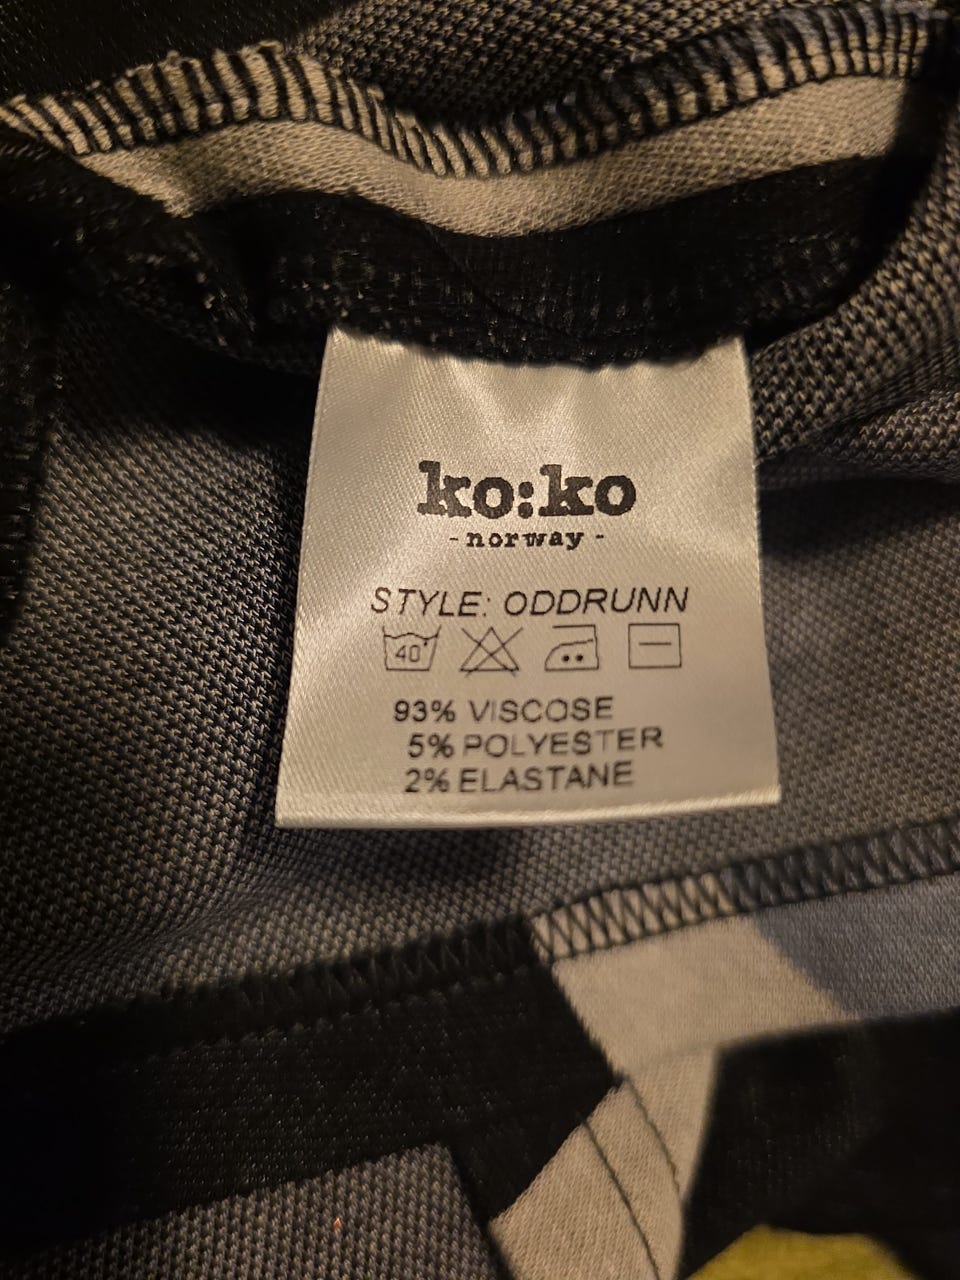 ko:ko
- norway -
STYLE: ODDRUNN
40°
93% VISCOSE
5% POLYESTER
2% ELASTANE